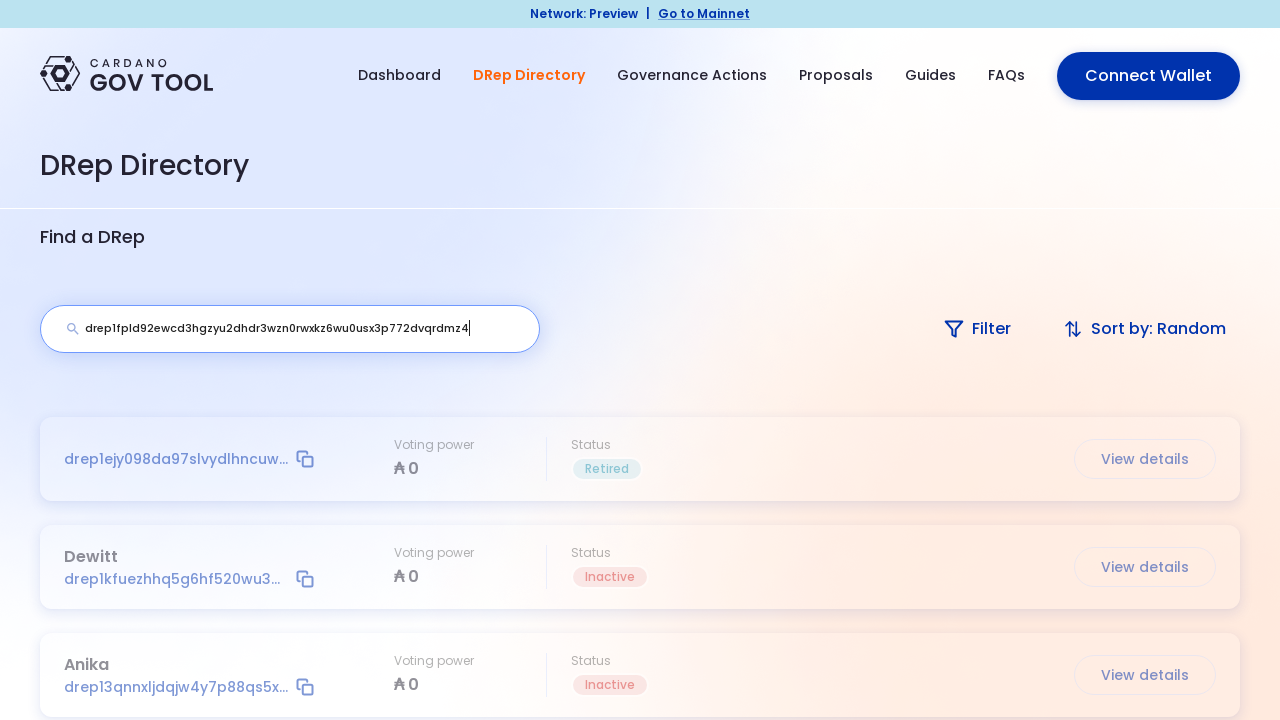 Network: Preview | Go to Mainnet
CARDANO
GOV TOOL
Dashboard
DRep Directory
Governance Actions
Proposals
Guides
FAQs
Connect Wallet
DRep Directory
Find a DRep
drep1fpld92ewcd3hgzyu2dhdr3wzn0rwxkz6wu0usx3p772dvqrdmz4
Filter
Sort by: Random
drep1ejy098da97slvydlhncuw...
Voting power
₳ 0
Status
Retired
View details
Dewitt
drep1kfuezhhq5g6hf520wu3...
Voting power
₳ 0
Status
Inactive
View details
Anika
drep13qnnxljdqjw4y7p88qs5x...
Voting power
₳ 0
Status
Inactive
View details